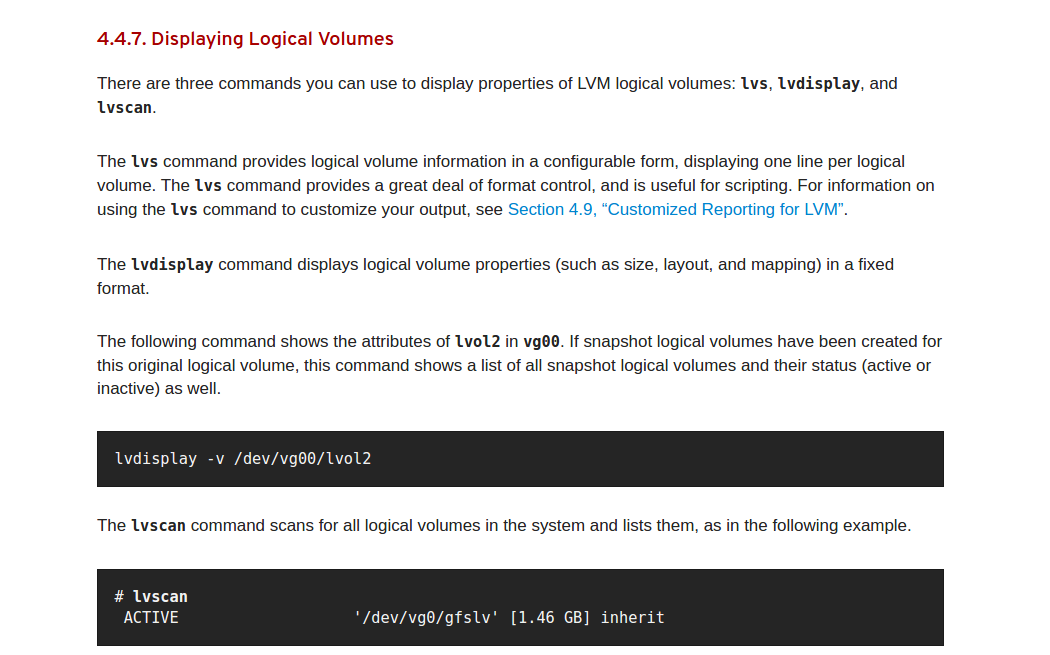 4.4.7. Displaying Logical Volumes
There are three commands you can use to display properties of LVM logical volumes: lvs, lvdisplay, and
lvscan.
The lvs command provides logical volume information in a configurable form, displaying one line per logical
volume. The lvs command provides a great deal of format control, and is useful for scripting. For information on
using the lvs command to customize your output, see Section 4.9, “Customized Reporting for LVM”.
The lvdisplay command displays logical volume properties (such as size, layout, and mapping) in a fixed
format.
The following command shows the attributes of lvol2 in vg00. If snapshot logical volumes have been created for
this original logical volume, this command shows a list of all snapshot logical volumes and their status (active or
inactive) as well.
lvdisplay -v /dev/vg00/lvol2
The lvscan command scans for all logical volumes in the system and lists them, as in the following example.
# lvscan
ACTIVE '/dev/vg0/gfslv' [1.46 GB] inherit